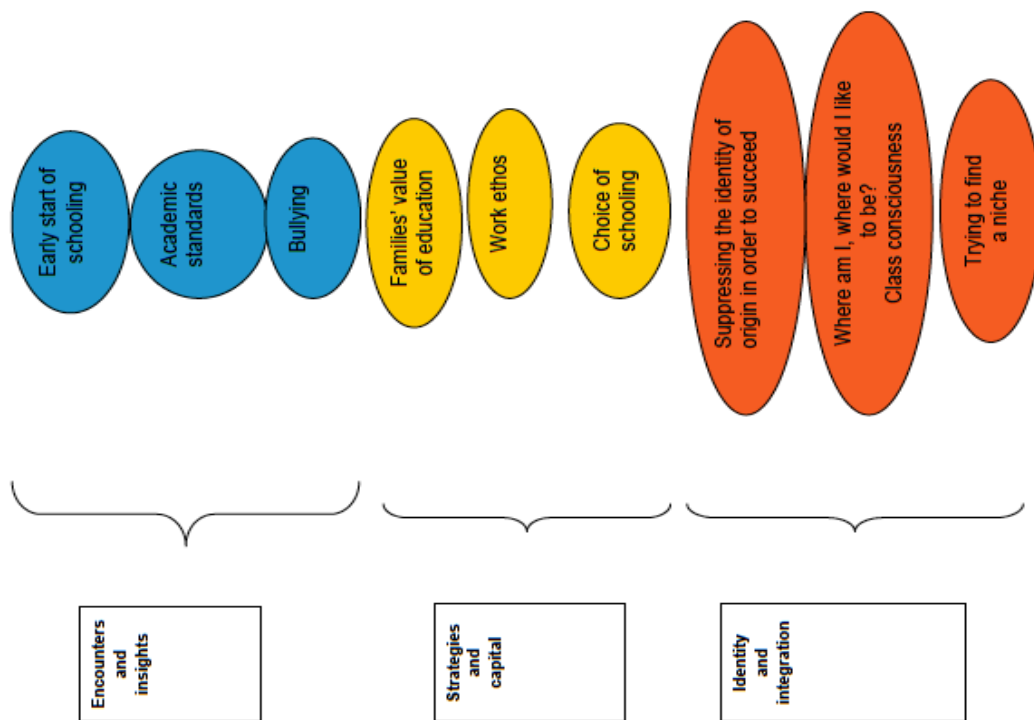 Early start of
schooling
Academic
standards
Bullying
Families' value
of education
Work ethos
Choice of
schooling
Suppressing the identity of
origin in order to succeed
Where am I, where would I like
to be?
Class consciousness
Trying to find
a niche
Encounters
and
insights
Strategies
and
capital
Identity
and
integration